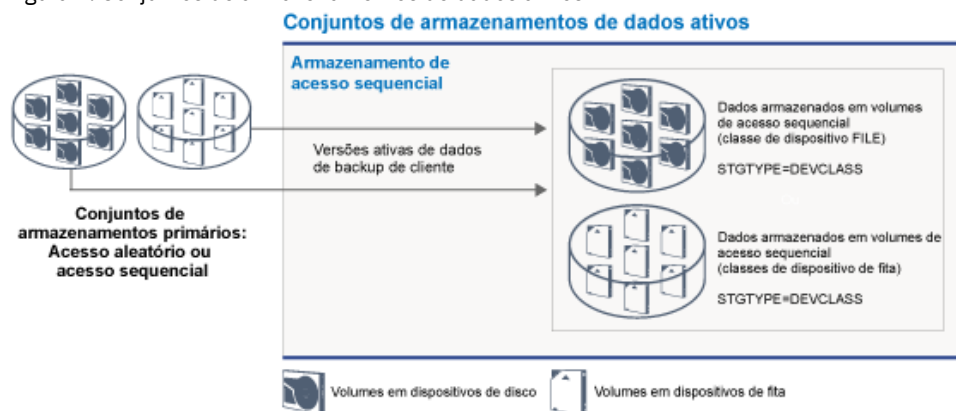 Conjuntos de armazenamentos de dados ativos
Armazenamento de
acesso sequencial
Dados armazenados em volumes
de acesso sequencial
(classe de dispositivo FILE)
STGTYPE=DEVCLASS
Versões ativas de dados
de backup de cliente
Conjuntos de
armazenamentos primários:
Acesso aleatório ou
acesso sequencial
Dados armazenados em volumes de
acesso sequencial
(classes de dispositivo de fita)
STGTYPE=DEVCLASS
Volumes em dispositivos de disco
Volumes em dispositivos de fita